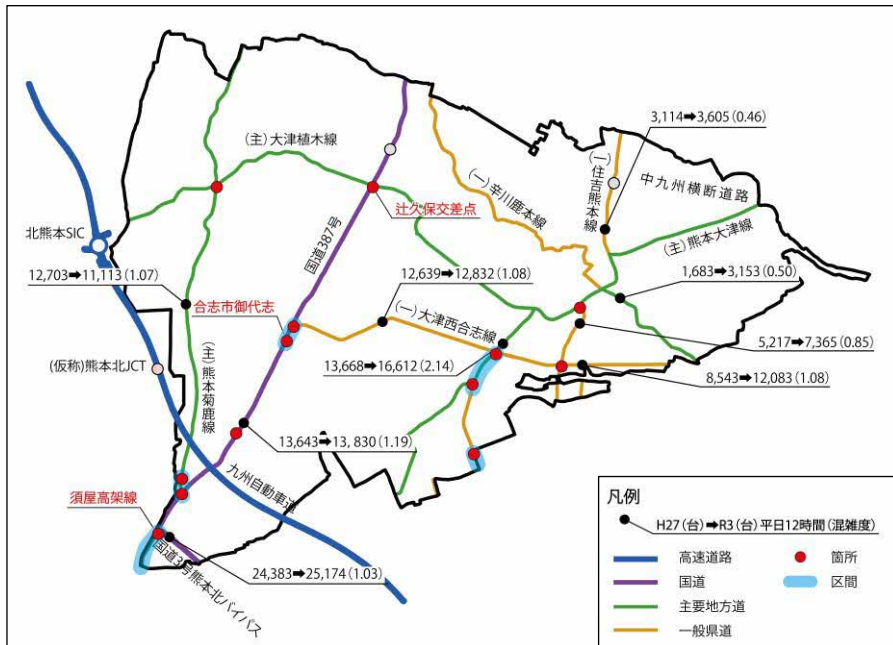 3,114➡3,605(0.46)
(主)大津植木線
(一)住吉熊本線
中九州横断道路
(一)辛川鹿本線
辻久保交差点
(主)熊本大津線
北熊本SIC
国道387号
12,703➡11,113(1.07)
12,639➡12,832(1.08)
1,683➡3,153(0.50)
合志市御代志
(一)大津西合志線
5,217➡7,365(0.85)
(仮称)熊本北JCT
(主)熊本菊鹿線
13,668➡16,612(2.14)
8,543➡12,083(1.08)
13,643➡13,830(1.19)
九州自動車道
須屋高架線
国道3号熊本北バイパス
24,383➡25,174(1.03)
凡例
H27(台)➡R3(台)平日12時間(混雑度)
高速道路
箇所
国道
区間
主要地方道
一般県道